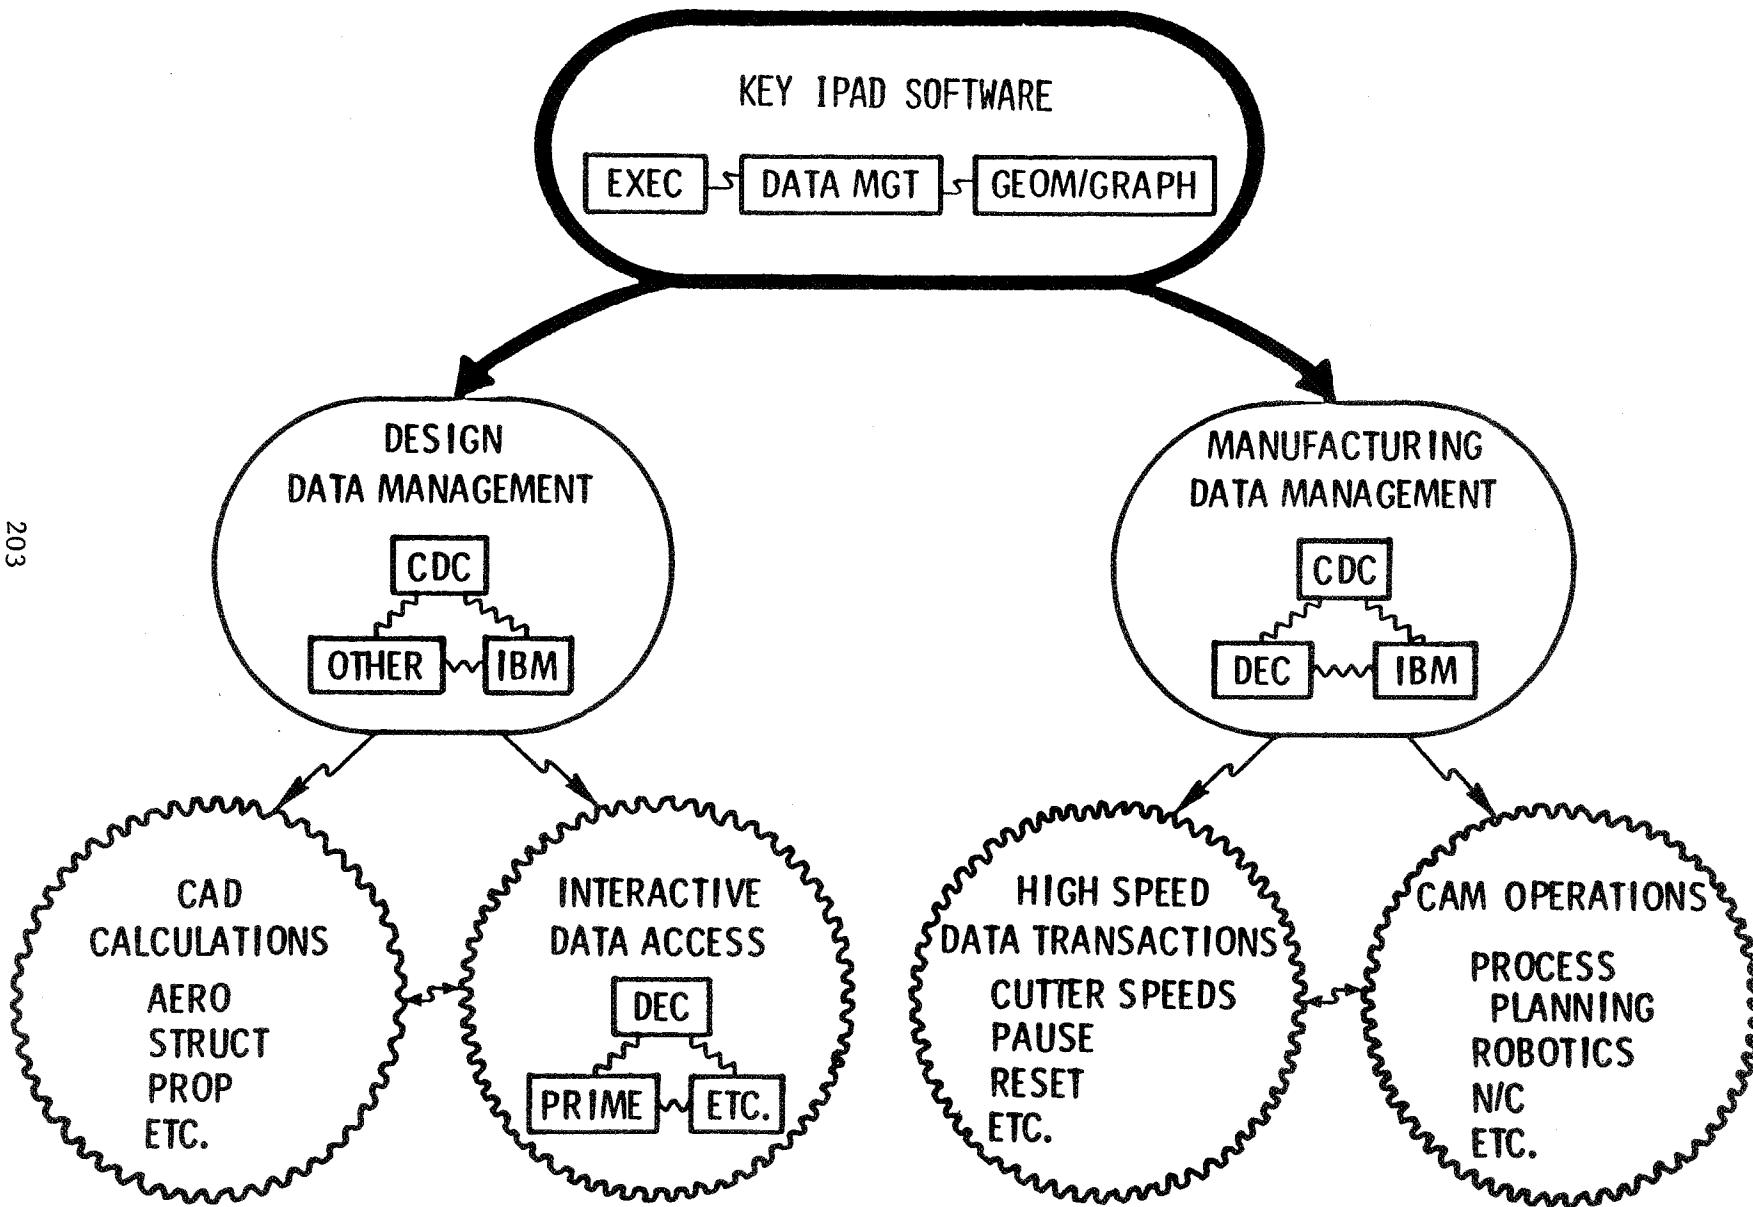 KEY IPAD SOFTWARE
EXEC
DATA MGT
GEOM/GRAPH
DESIGN
DATA MANAGEMENT
CDC
OTHER
IBM
MANUFACTURING
DATA MANAGEMENT
CDC
DEC
IBM
203
CAD
CALCULATIONS
AERO
STRUCT
PROP
ETC.
INTERACTIVE
DATA ACCESS
DEC
PRIME
ETC.
HIGH SPEED
DATA TRANSACTIONS
CUTTER SPEEDS
PAUSE
RESET
ETC.
CAM OPERATIONS
PROCESS
PLANNING
ROBOTICS
N/C
ETC.